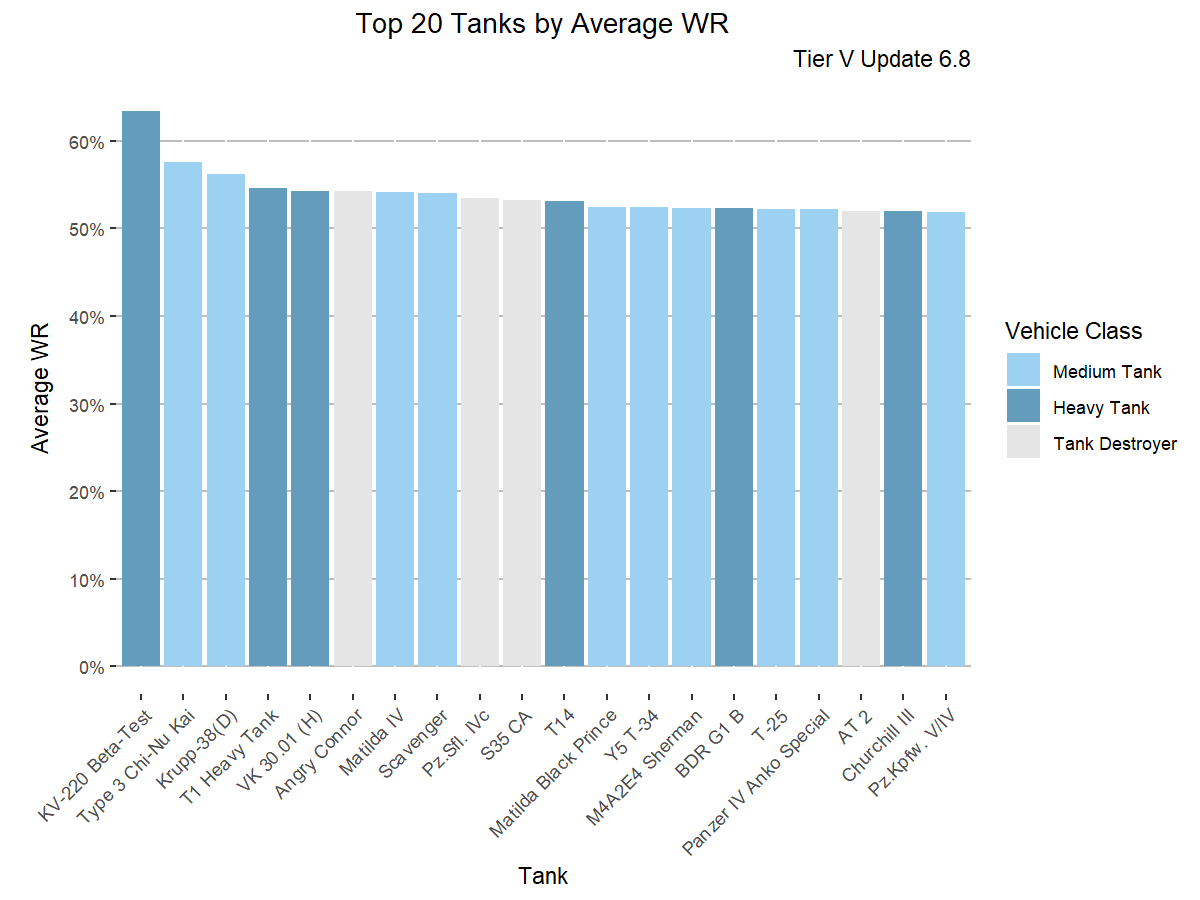 Top 20 Tanks by Average WR
Tier V Update 6.8
Average WR
60%
50%
40%
30%
20%
10%
0%
KV-220 Beta-Test
Type 3 Chi-Nu Kai
Krupp-38(D)
T1 Heavy Tank
VK 30.01 (H)
Angry Connor
Matilda IV
Scavenger
Pz.Sfl. IVc
S35 CA
T14
Matilda Black Prince
Y5 T-34
M4A2E4 Sherman
BDR G1 B
T-25
Panzer IV Anko Special
AT 2
Churchill III
Pz.Kpfw. V/IV
Tank
Vehicle Class
Medium Tank
Heavy Tank
Tank Destroyer